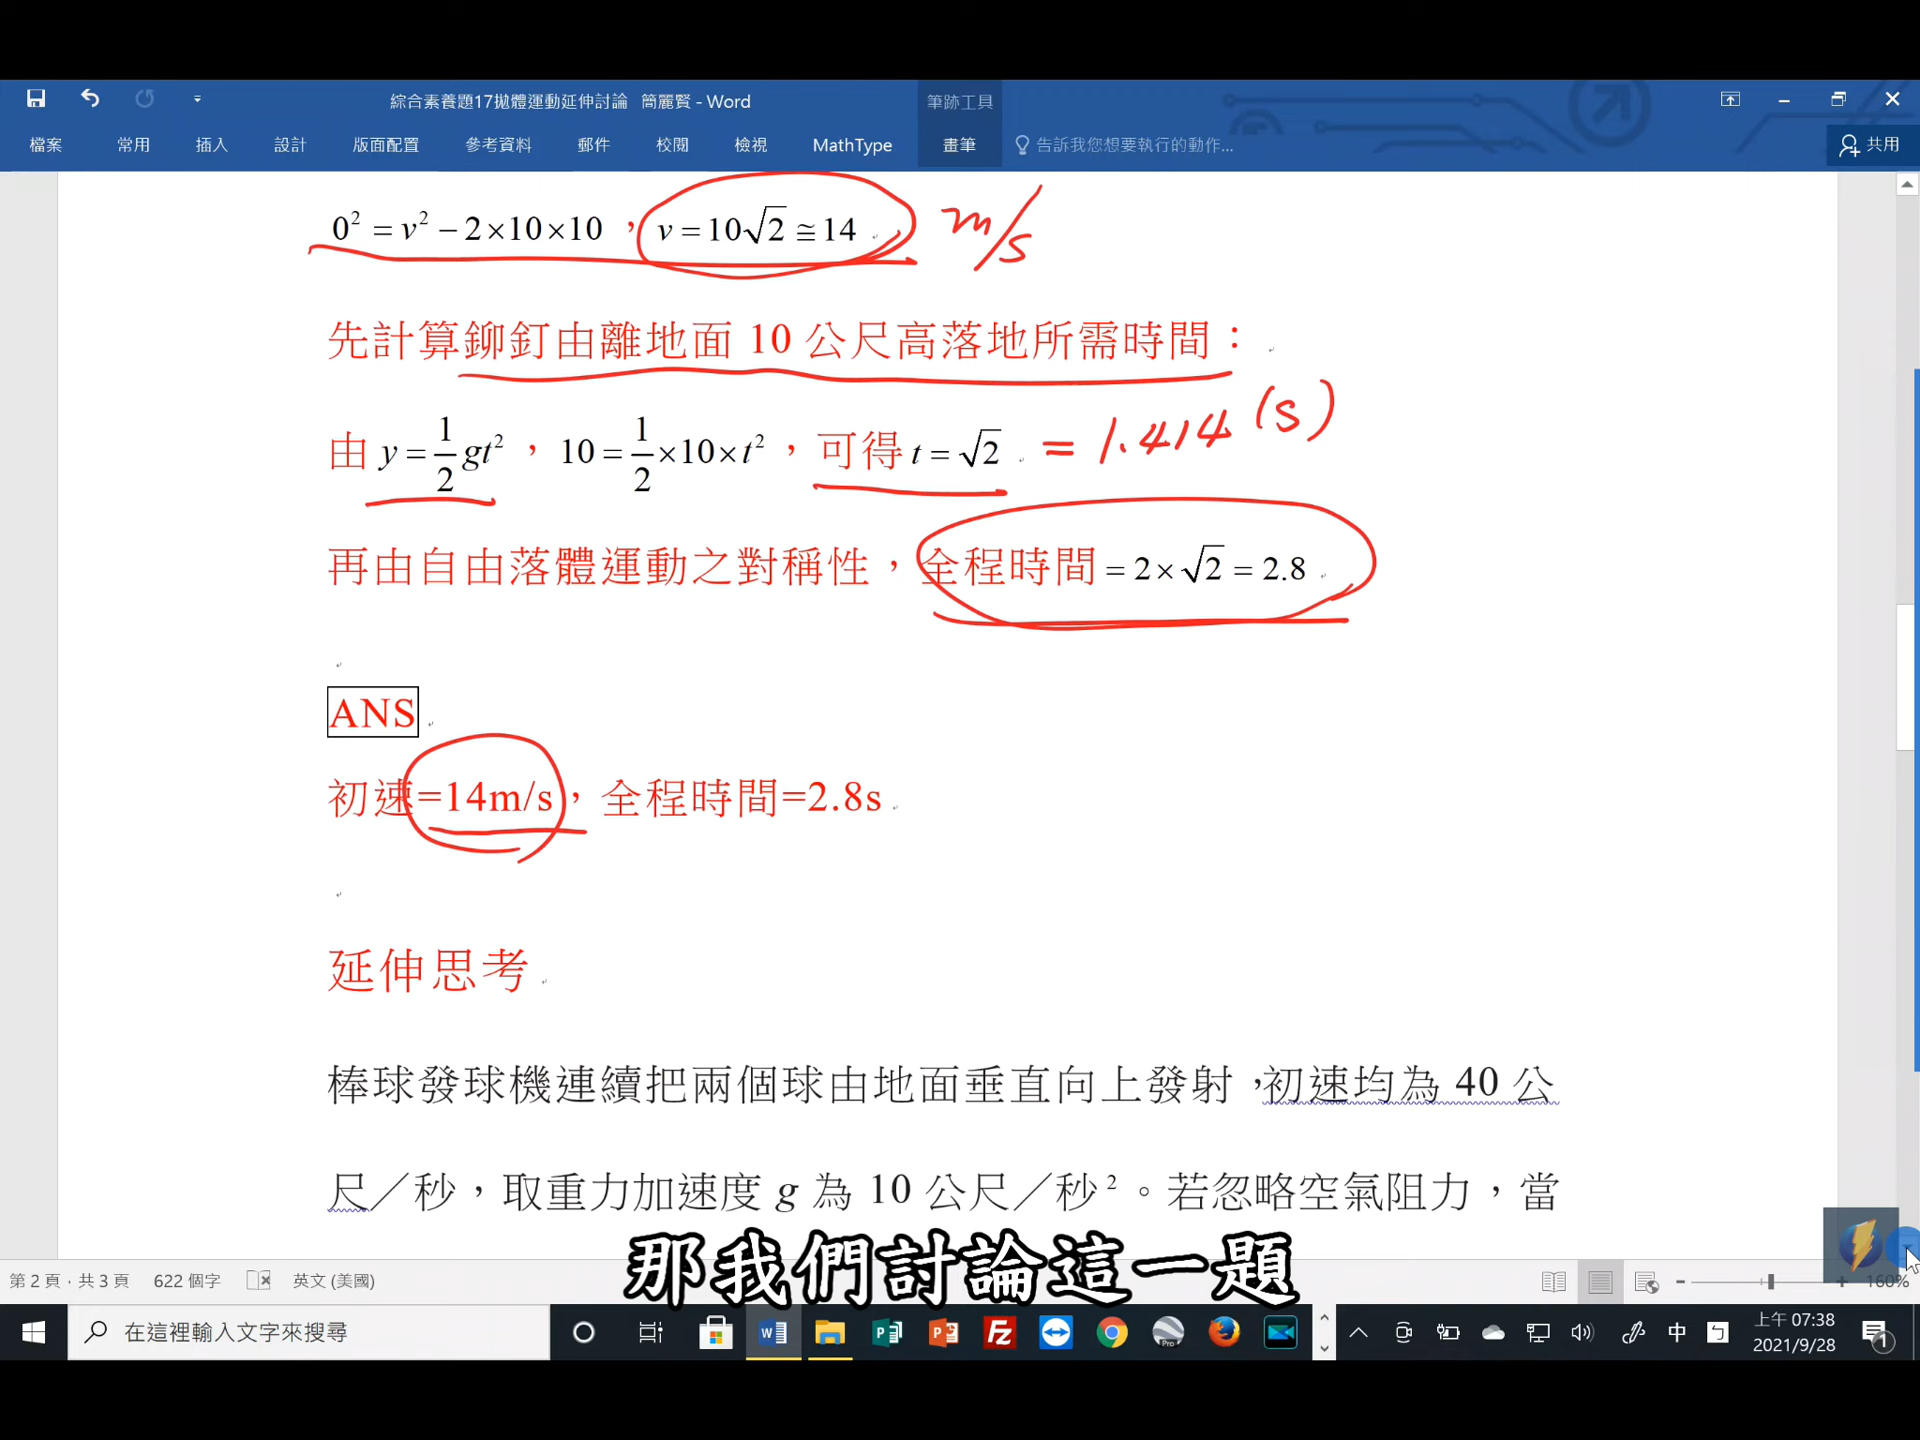 綜合素養題17拋體運動延伸討論 簡麗賢 - Word
筆跡工具
檔案 常用 插入 設計 版面配置 參考資料 郵件 校閱 檢視 MathType 畫筆 告訴我您想要執行的動作... 共用
0² = v² − 2×10×10 ， v = 10√2 ≅ 14 m/s
先計算鉚釘由離地面 10 公尺高落地所需時間：
由 y = 1/2 gt² ， 10 = 1/2 ×10×t² ， 可得 t = √2 = 1.414 (s)
再由自由落體運動之對稱性，全程時間 = 2×√2 = 2.8
ANS
初速=14m/s，全程時間=2.8s
延伸思考
棒球發球機連續把兩個球由地面垂直向上發射，初速均為 40 公
尺／秒，取重力加速度 g 為 10 公尺／秒²。若忽略空氣阻力，當
那我們討論這一題
第 2 頁，共 3 頁 622 個字 英文 (美國) 160%
在這裡輸入文字來搜尋
中
上午 07:38
2021/9/28
1